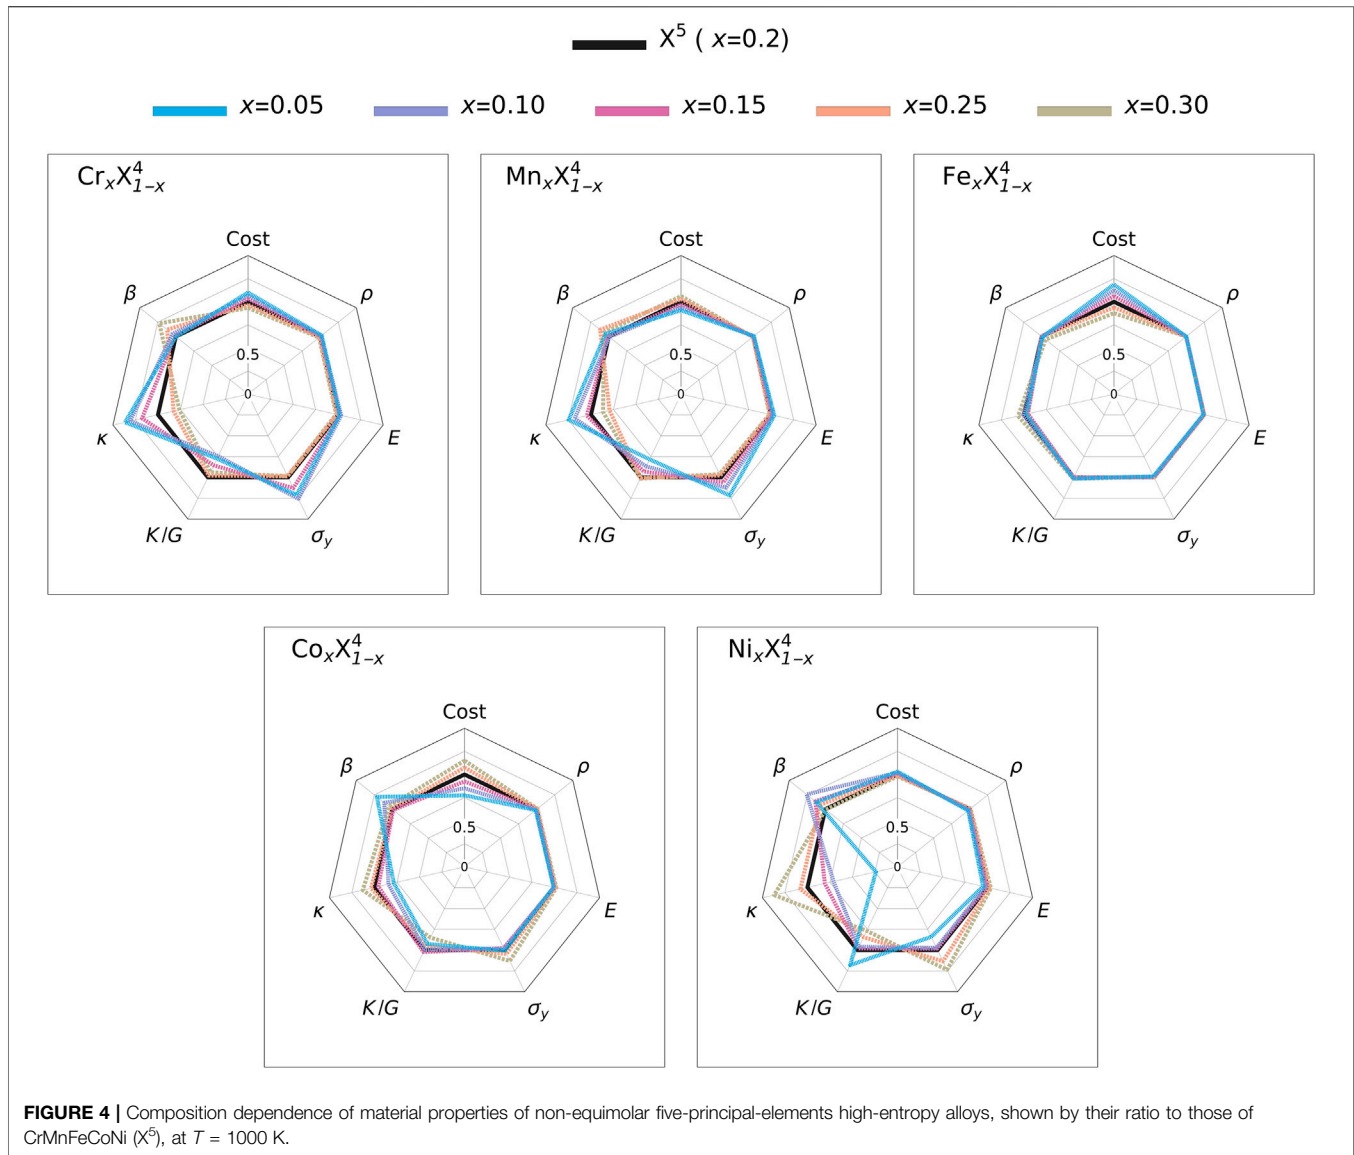 X⁵ ( x=0.2)
x=0.05 x=0.10 x=0.15 x=0.25 x=0.30
CrₓX⁴₁₋ₓ
Cost
ρ
E
σy
K/G
κ
β
0.5
0
MnₓX⁴₁₋ₓ
Cost
ρ
E
σy
K/G
κ
β
0.5
0
FeₓX⁴₁₋ₓ
Cost
ρ
E
σy
K/G
κ
β
0.5
0
CoₓX⁴₁₋ₓ
Cost
ρ
E
σy
K/G
κ
β
0.5
0
NiₓX⁴₁₋ₓ
Cost
ρ
E
σy
K/G
κ
β
0.5
0
FIGURE 4 | Composition dependence of material properties of non-equimolar five-principal-elements high-entropy alloys, shown by their ratio to those of
CrMnFeCoNi (X⁵), at T = 1000 K.